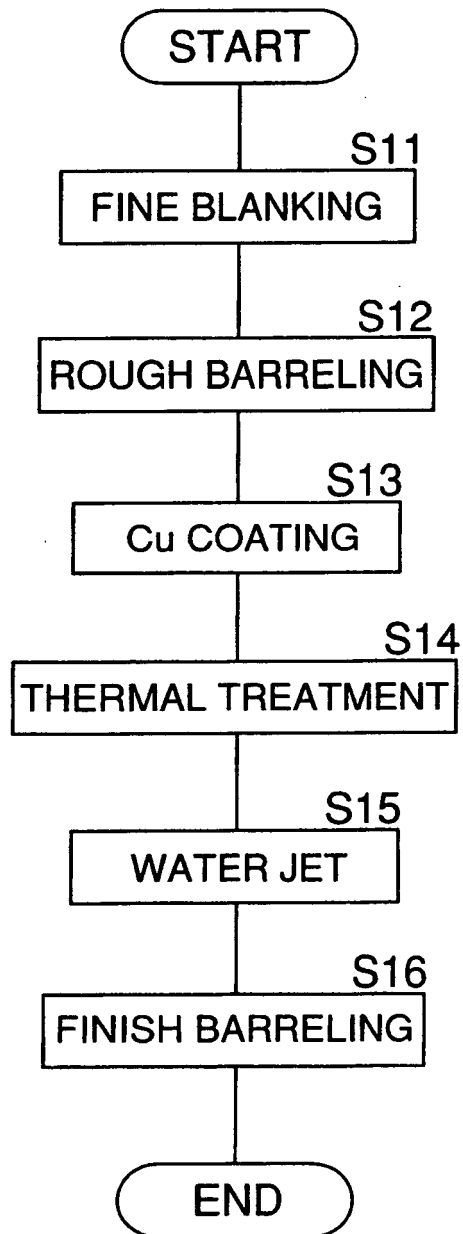 START
S11
FINE BLANKING
S12
ROUGH BARRELING
S13
Cu COATING
S14
THERMAL TREATMENT
S15
WATER JET
S16
FINISH BARRELING
END